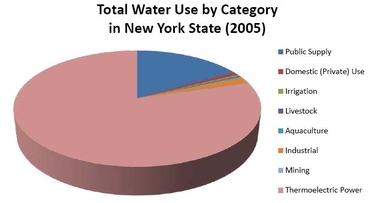 Total Water Use by Category
in New York State (2005)
Public Supply
Domestic (Private) Use
Irrigation
Livestock
Aquaculture
Industrial
Mining
Thermoelectric Power